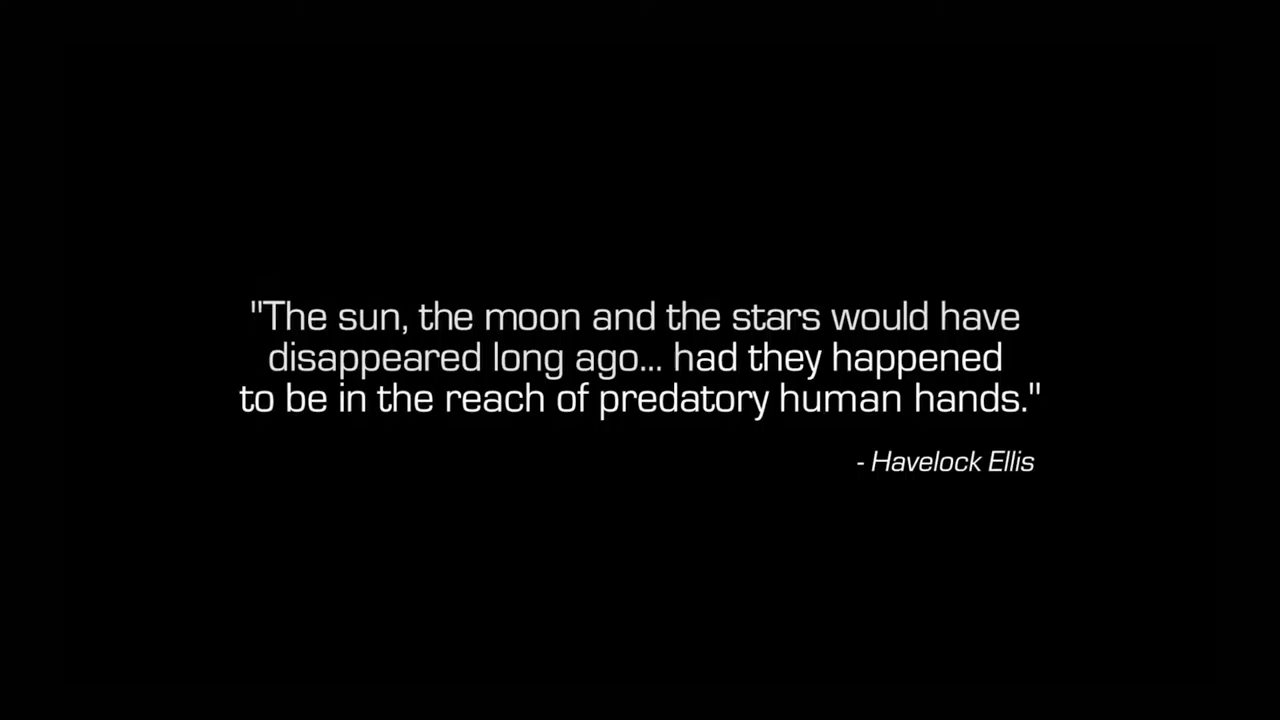 "The sun, the moon and the stars would have
disappeared long ago... had they happened
to be in the reach of predatory human hands."
- Havelock Ellis